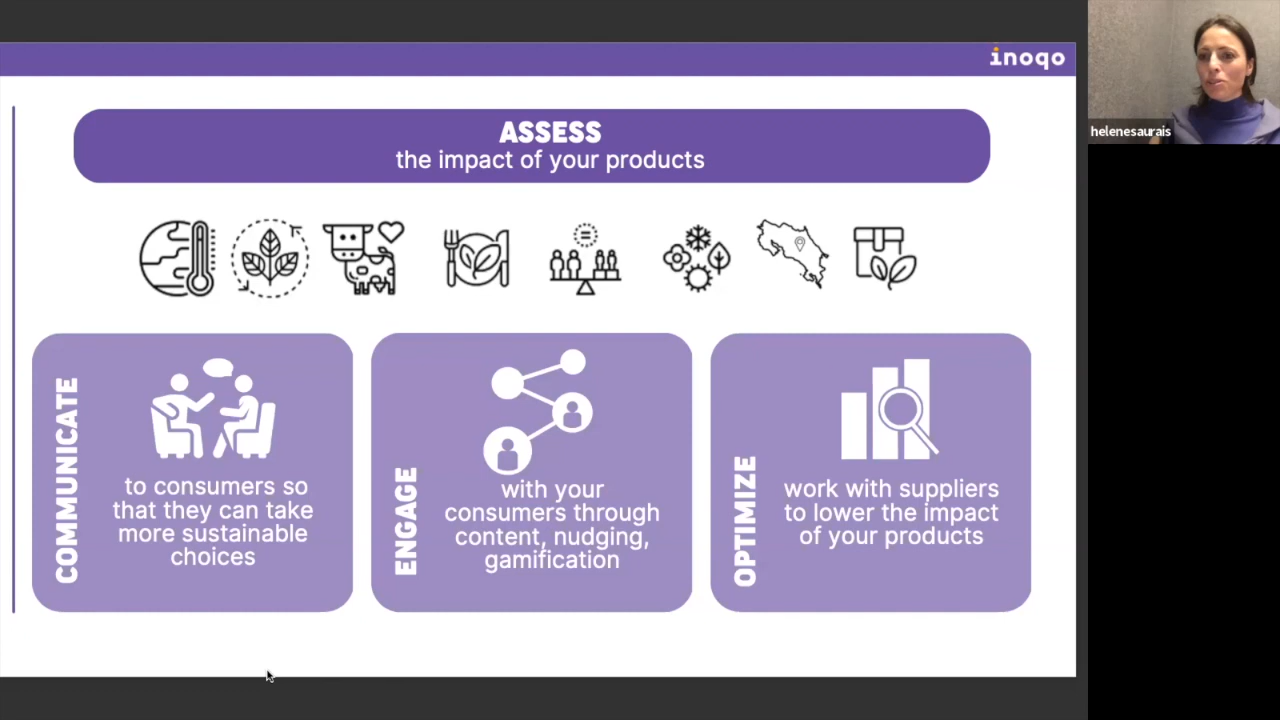 inoqo
helenesaurais
ASSESS
the impact of your products
=
COMMUNICATE
to consumers so
that they can take
more sustainable
choices
ENGAGE
with your
consumers through
content, nudging,
gamification
OPTIMIZE
work with suppliers
to lower the impact
of your products